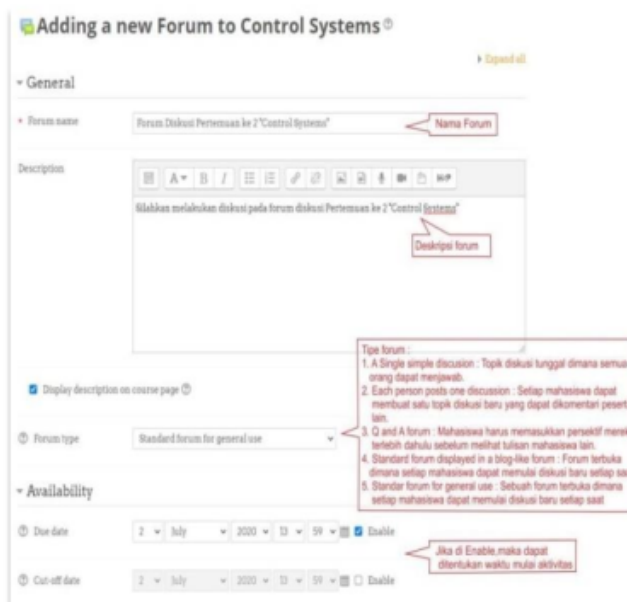 Adding a new Forum to Control Systems
Expand all
General
Forum name
Forum Diskusi Pertemuan ke 2 "Control Systems"
Nama Forum
Description
Silahkan melakukan diskusi pada forum diskusi Pertemuan ke 2 "Control Systems"
Deskripsi forum
Tipe forum :
1. A Single simple discusion : Topik diskusi tunggal dimana semua
orang dapat menjawab.
2. Each person posts one discussion : Setiap mahasiswa dapat
membuat satu topik diskusi baru yang dapat dikomentari pesert
lain.
3. Q and A forum : Mahasiswa harus memasukkan persektif merek
terlebih dahulu sebelum melihat tulisan mahasiswa lain.
4. Standard forum displayed in a blog-like forum : Forum terbuka
dimana setiap mahasiswa dapat memulai diskusi baru setiap saa
5. Standar forum for general use : Sebuah forum terbuka dimana
setiap mahasiswa dapat memulai diskusi baru setiap saat
Display description on course page
Forum type
Standard forum for general use
Availability
Due date 2 July 2020 13 59 Enable
Jika di Enable,maka dapat
ditentukan waktu mulai aktivitas
Cut-off date 2 July 2020 13 59 Enable